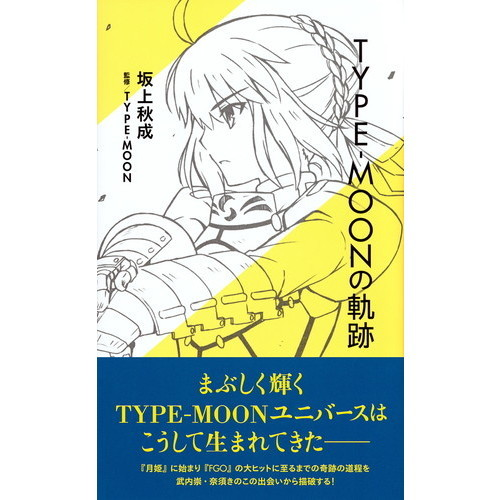 TYPE-MOONの軌跡
坂上秋成
監修／TYPE-MOON
まぶしく輝く
TYPE-MOONユニバースは
こうして生まれてきた――
『月姫』に始まり『FGO』の大ヒットに至るまでの奇跡の道程を
武内崇・奈須きのこの出会いから描破する!